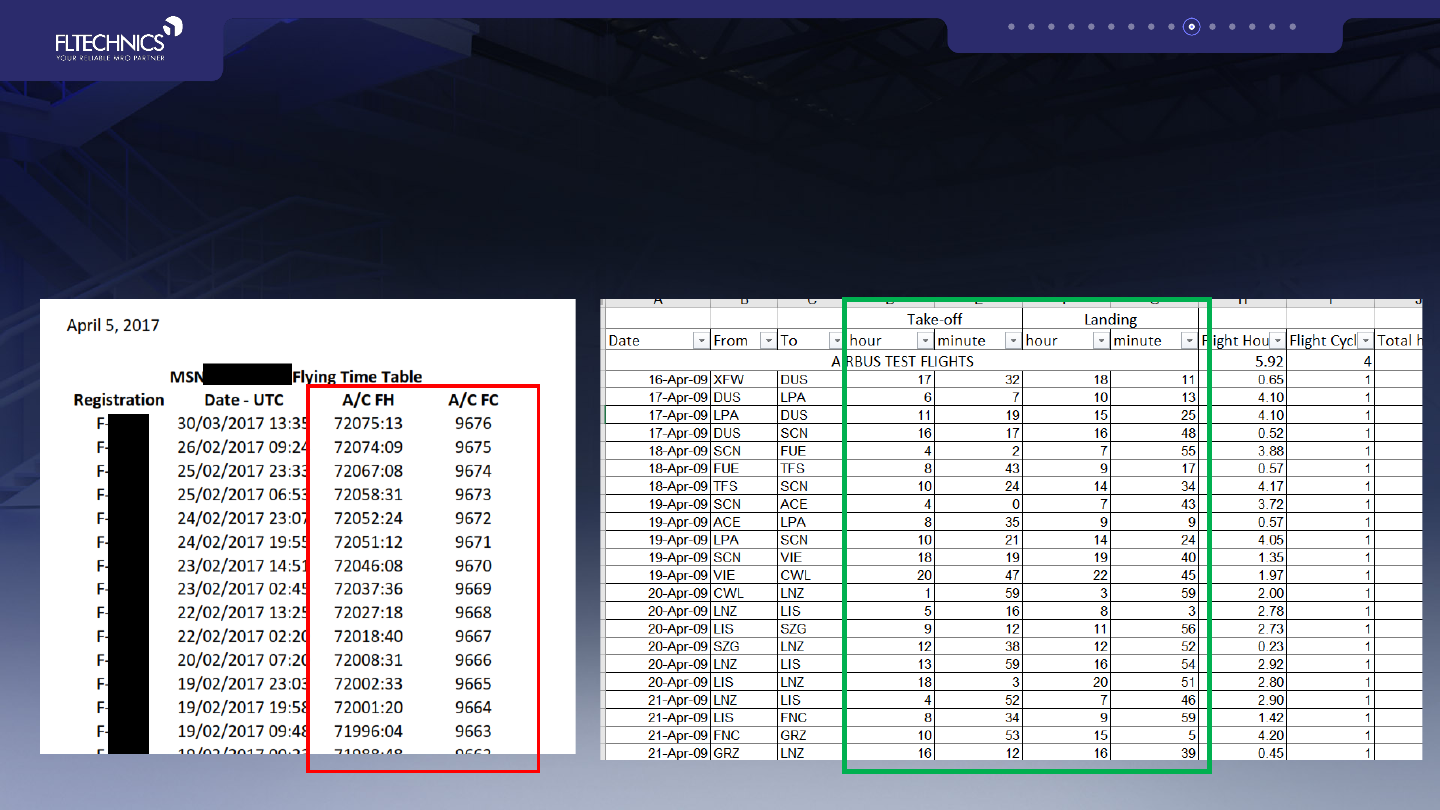 FLTECHNICS
YOUR RELIABLE MRO PARTNER
April 5, 2017
MSN Flying Time Table
Registration Date - UTC A/C FH A/C FC
F- 30/03/2017 13:35 72075:13 9676
F- 26/02/2017 09:24 72074:09 9675
F- 25/02/2017 23:33 72067:08 9674
F- 25/02/2017 06:53 72058:31 9673
F- 24/02/2017 23:07 72052:24 9672
F- 24/02/2017 19:55 72051:12 9671
F- 23/02/2017 14:51 72046:08 9670
F- 23/02/2017 02:45 72037:36 9669
F- 22/02/2017 13:25 72027:18 9668
F- 22/02/2017 02:20 72018:40 9667
F- 20/02/2017 07:20 72008:31 9666
F- 19/02/2017 23:03 72002:33 9665
F- 19/02/2017 19:58 72001:20 9664
F- 19/02/2017 09:48 71996:04 9663
Take-off Landing
Date From To hour minute hour minute Flight Hou Flight Cycl Total h
AIRBUS TEST FLIGHTS 5.92 4
16-Apr-09 XFW DUS 17 32 18 11 0.65 1
17-Apr-09 DUS LPA 6 7 10 13 4.10 1
17-Apr-09 LPA DUS 11 19 15 25 4.10 1
17-Apr-09 DUS SCN 16 17 16 48 0.52 1
18-Apr-09 SCN FUE 4 2 7 55 3.88 1
18-Apr-09 FUE TFS 8 43 9 17 0.57 1
18-Apr-09 TFS SCN 10 24 14 34 4.17 1
19-Apr-09 SCN ACE 4 0 7 43 3.72 1
19-Apr-09 ACE LPA 8 35 9 9 0.57 1
19-Apr-09 LPA SCN 10 21 14 24 4.05 1
19-Apr-09 SCN VIE 18 19 19 40 1.35 1
19-Apr-09 VIE CWL 20 47 22 45 1.97 1
20-Apr-09 CWL LNZ 1 59 3 59 2.00 1
20-Apr-09 LNZ LIS 5 16 8 3 2.78 1
20-Apr-09 LIS SZG 9 12 11 56 2.73 1
20-Apr-09 SZG LNZ 12 38 12 52 0.23 1
20-Apr-09 LNZ LIS 13 59 16 54 2.92 1
20-Apr-09 LIS LNZ 18 3 20 51 2.80 1
21-Apr-09 LNZ LIS 4 52 7 46 2.90 1
21-Apr-09 LIS FNC 8 34 9 59 1.42 1
21-Apr-09 FNC GRZ 10 53 15 5 4.20 1
21-Apr-09 GRZ LNZ 16 12 16 39 0.45 1